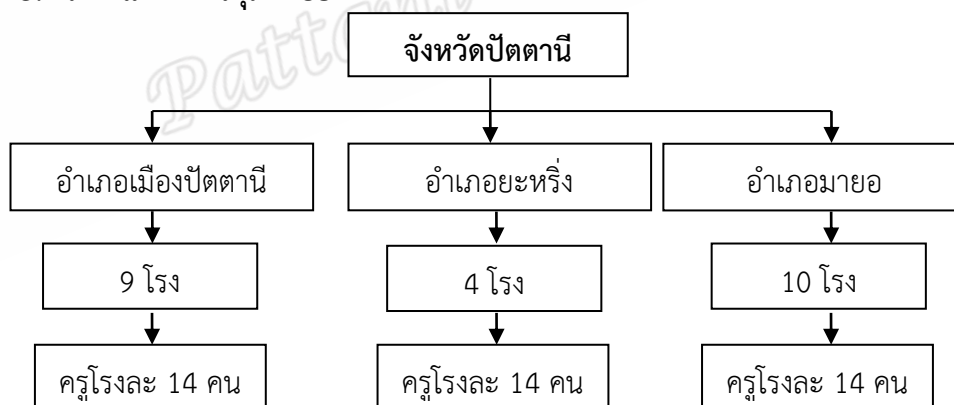 จังหวัดปัตตานี
อำเภอเมืองปัตตานี
อำเภอยะหริ่ง
อำเภอมายอ
9 โรง
4 โรง
10 โรง
ครูโรงละ 14 คน
ครูโรงละ 14 คน
ครูโรงละ 14 คน